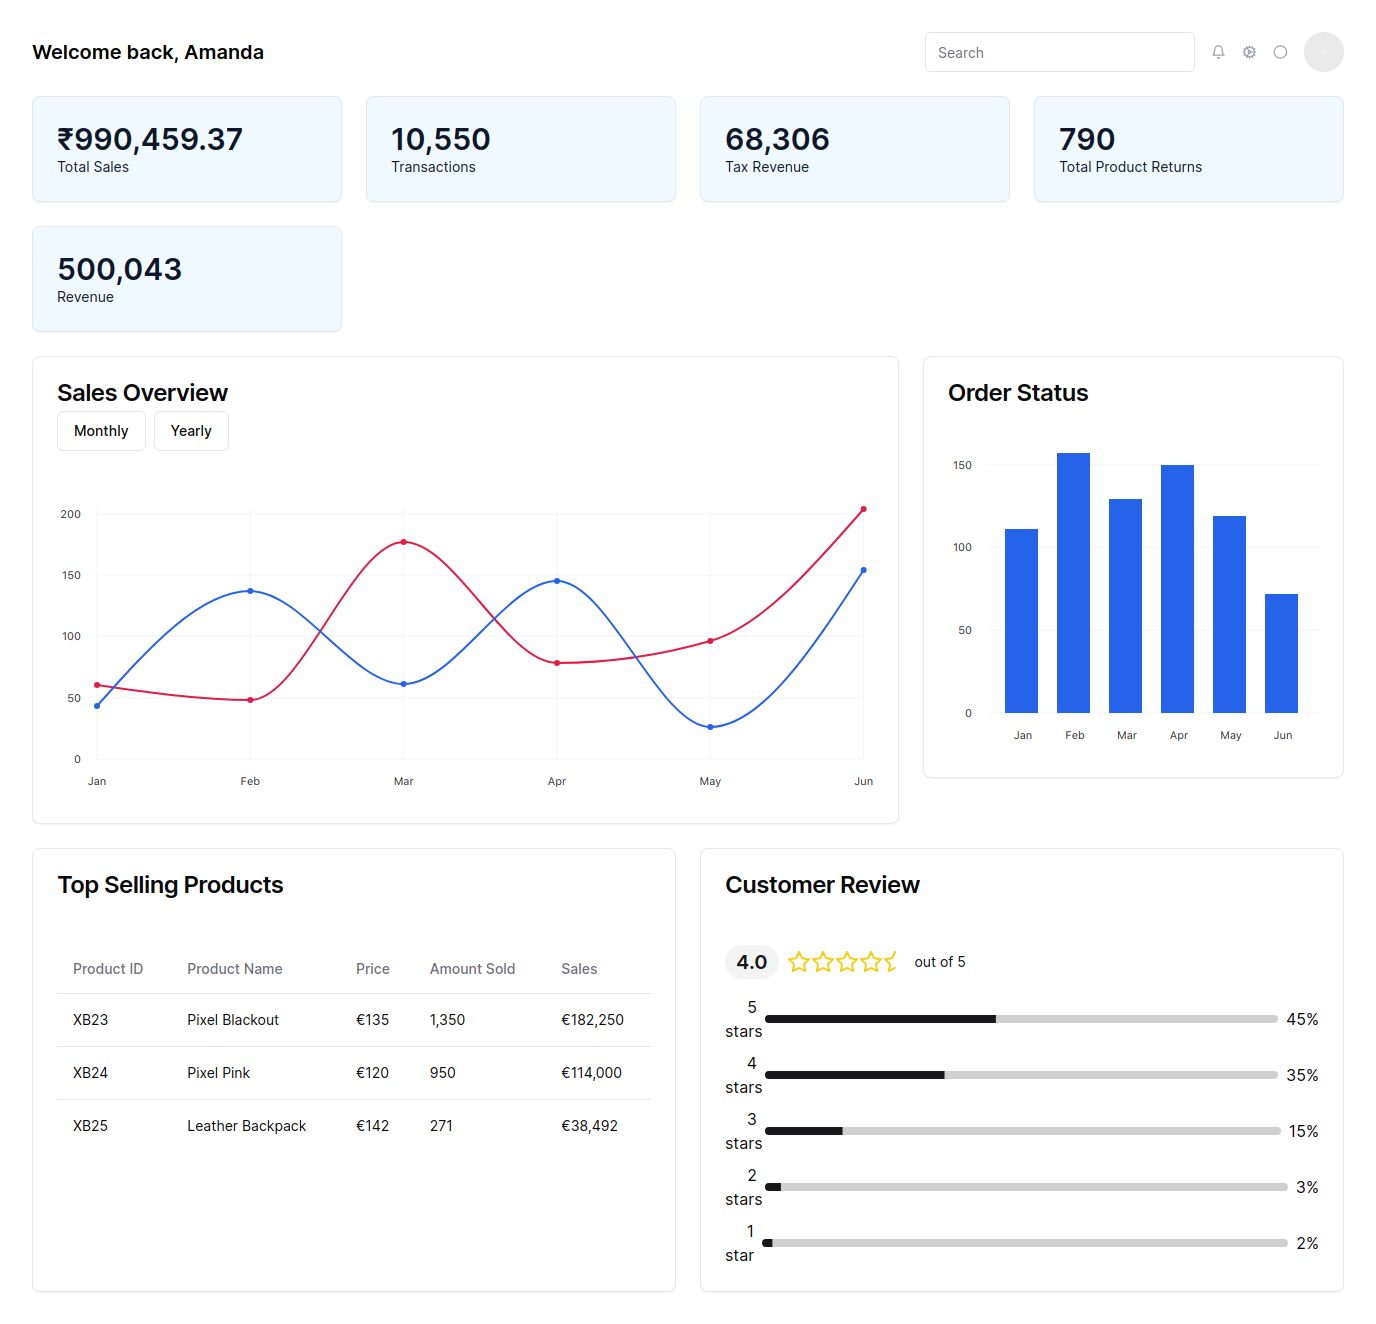 Welcome back, Amanda
Search
₹990,459.37
Total Sales
10,550
Transactions
68,306
Tax Revenue
790
Total Product Returns
500,043
Revenue
Sales Overview
Monthly Yearly
200
150
100
50
0
Jan Feb Mar Apr May Jun
Order Status
150
100
50
0
Jan Feb Mar Apr May Jun
Top Selling Products
Product ID Product Name Price Amount Sold Sales
XB23 Pixel Blackout €135 1,350 €182,250
XB24 Pixel Pink €120 950 €114,000
XB25 Leather Backpack €142 271 €38,492
Customer Review
4.0 out of 5
5
stars
45%
4
stars
35%
3
stars
15%
2
stars
3%
1
star
2%